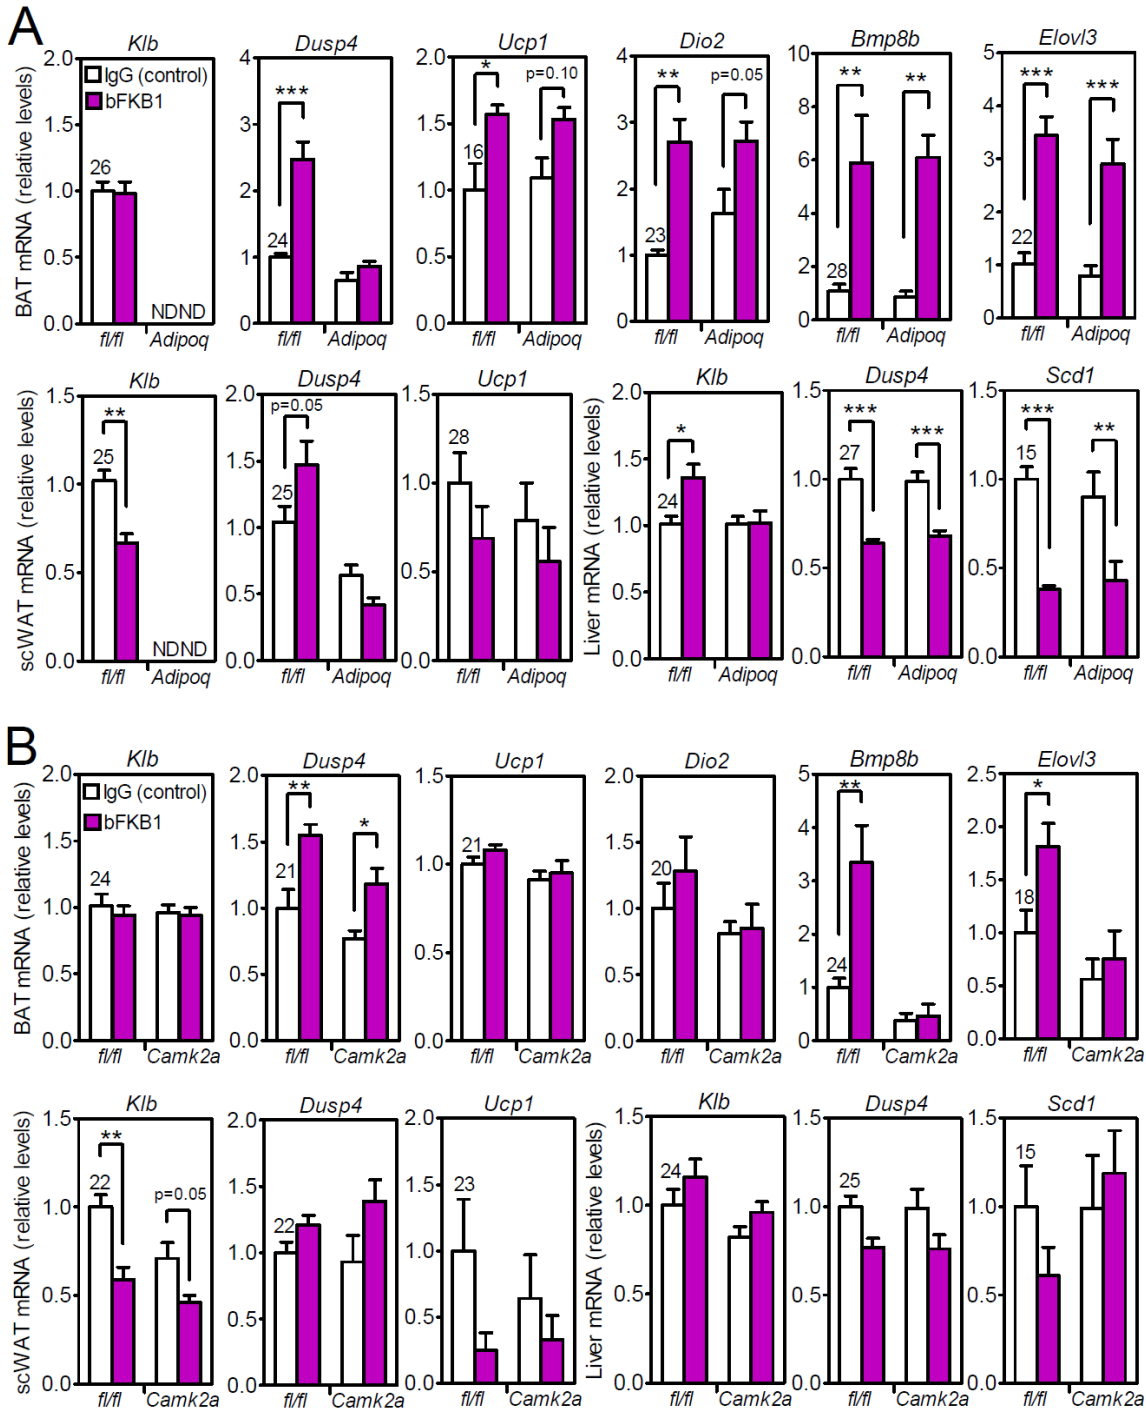 A
Klb
Dusp4
Ucp1
Dio2
Bmp8b
Elovl3
BAT mRNA (relative levels)
2.0
1.5
1.0
0.5
0.0
IgG (control)
bFKB1
26
NDND
fl/fl Adipoq
4
3
2
1
0
***
24
fl/fl Adipoq
2.0
1.5
1.0
0.5
0.0
*
p=0.10
16
fl/fl Adipoq
4
3
2
1
0
**
p=0.05
23
fl/fl Adipoq
10
8
6
4
2
0
**
**
28
fl/fl Adipoq
5
4
3
2
1
0
***
***
22
fl/fl Adipoq
Klb
Dusp4
Ucp1
Klb
Dusp4
Scd1
scWAT mRNA (relative levels)
1.5
1.0
0.5
0.0
**
25
NDND
fl/fl Adipoq
2.0
1.5
1.0
0.5
0.0
p=0.05
25
fl/fl Adipoq
1.5
1.0
0.5
0.0
28
fl/fl Adipoq
Liver mRNA (relative levels)
2.0
1.5
1.0
0.5
0.0
*
24
fl/fl Adipoq
1.5
1.0
0.5
0.0
***
***
27
fl/fl Adipoq
1.5
1.0
0.5
0.0
***
**
15
fl/fl Adipoq
B
Klb
Dusp4
Ucp1
Dio2
Bmp8b
Elovl3
BAT mRNA (relative levels)
2.0
1.5
1.0
0.5
0.0
IgG (control)
bFKB1
24
fl/fl Camk2a
2.0
1.5
1.0
0.5
0.0
**
*
21
fl/fl Camk2a
1.5
1.0
0.5
0.0
21
fl/fl Camk2a
2.0
1.5
1.0
0.5
0.0
20
fl/fl Camk2a
5
4
3
2
1
0
**
24
fl/fl Camk2a
2.5
2.0
1.5
1.0
0.5
0.0
*
18
fl/fl Camk2a
Klb
Dusp4
Ucp1
Klb
Dusp4
Scd1
scWAT mRNA (relative levels)
1.5
1.0
0.5
0.0
**
p=0.05
22
fl/fl Camk2a
2.0
1.5
1.0
0.5
0.0
22
fl/fl Camk2a
2.0
1.5
1.0
0.5
0.0
23
fl/fl Camk2a
Liver mRNA (relative levels)
1.5
1.0
0.5
0.0
24
fl/fl Camk2a
1.5
1.0
0.5
0.0
25
fl/fl Camk2a
1.5
1.0
0.5
0.0
15
fl/fl Camk2a